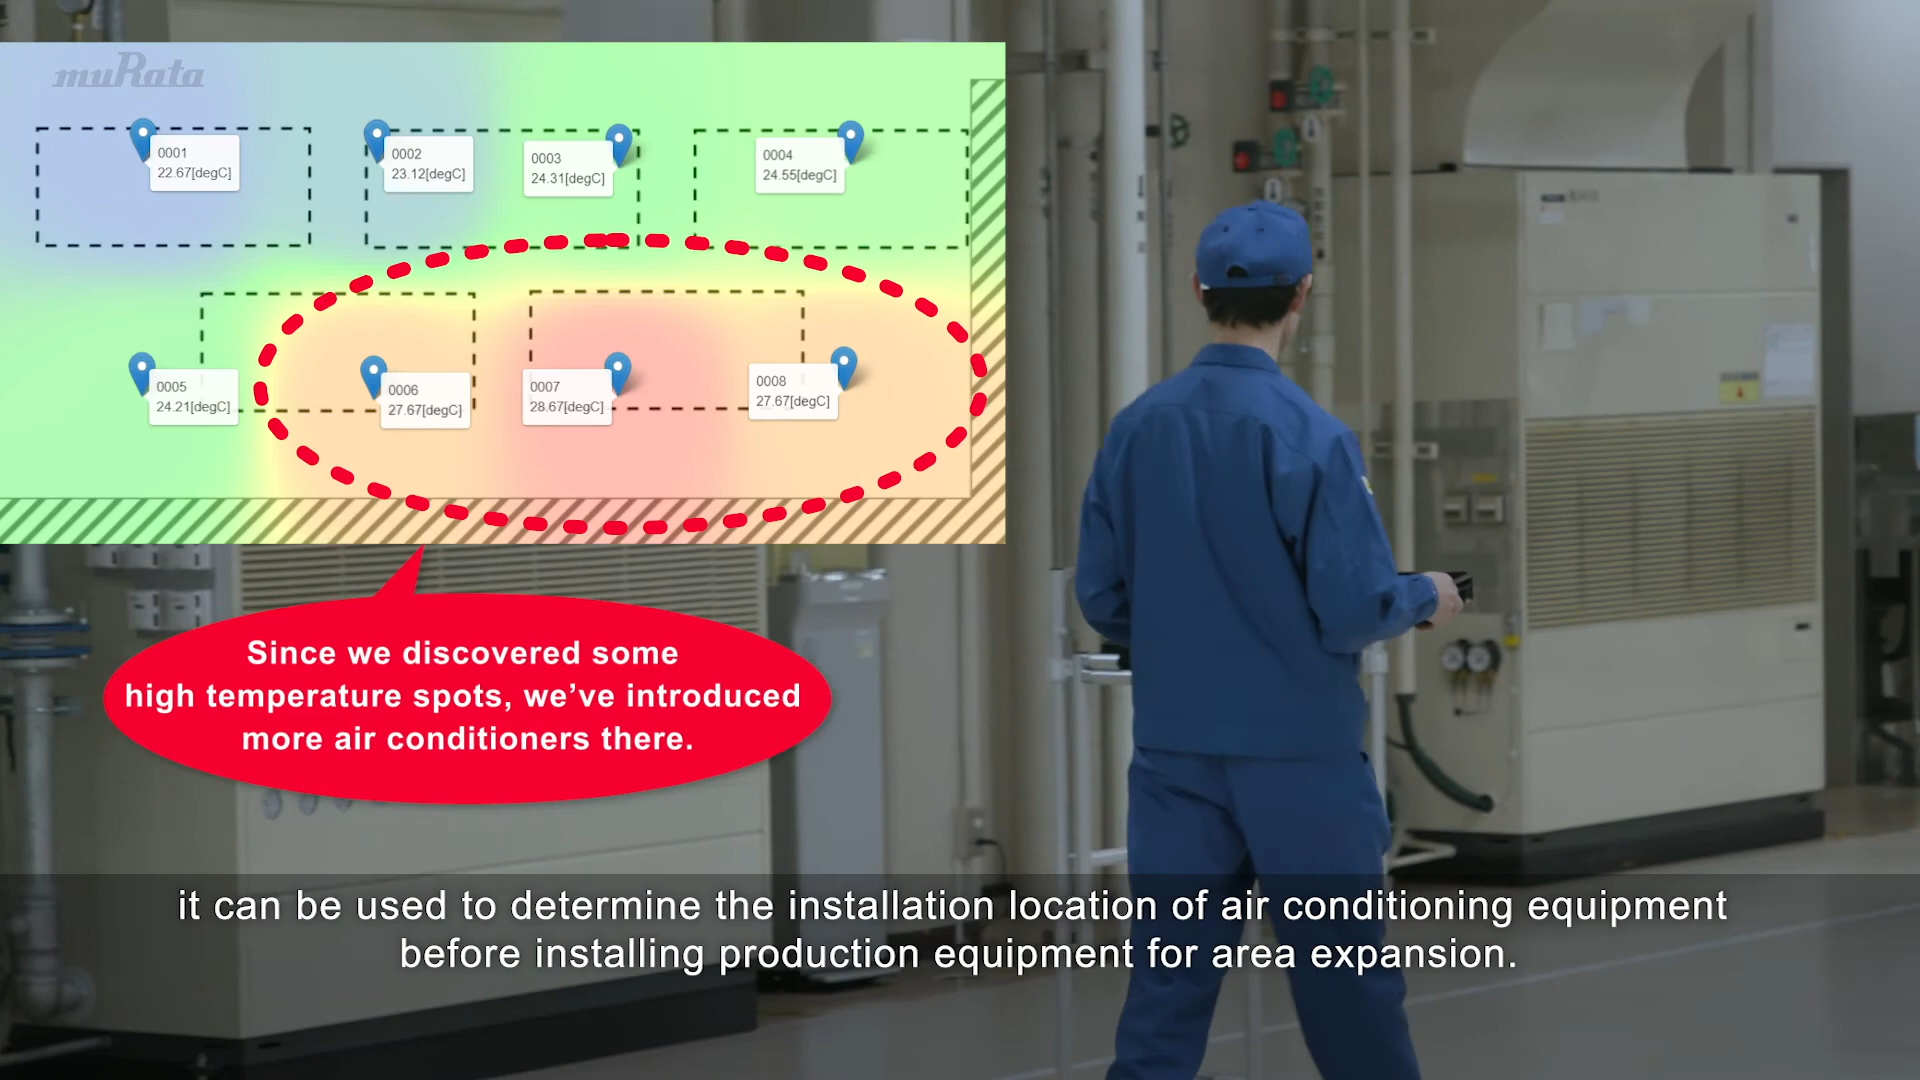 muRata
0001
22.67[degC]
0002
23.12[degC]
0003
24.31[degC]
0004
24.55[degC]
0005
24.21[degC]
0006
27.67[degC]
0007
28.67[degC]
0008
27.67[degC]
Since we discovered some
high temperature spots, we’ve introduced
more air conditioners there.
it can be used to determine the installation location of air conditioning equipment
before installing production equipment for area expansion.